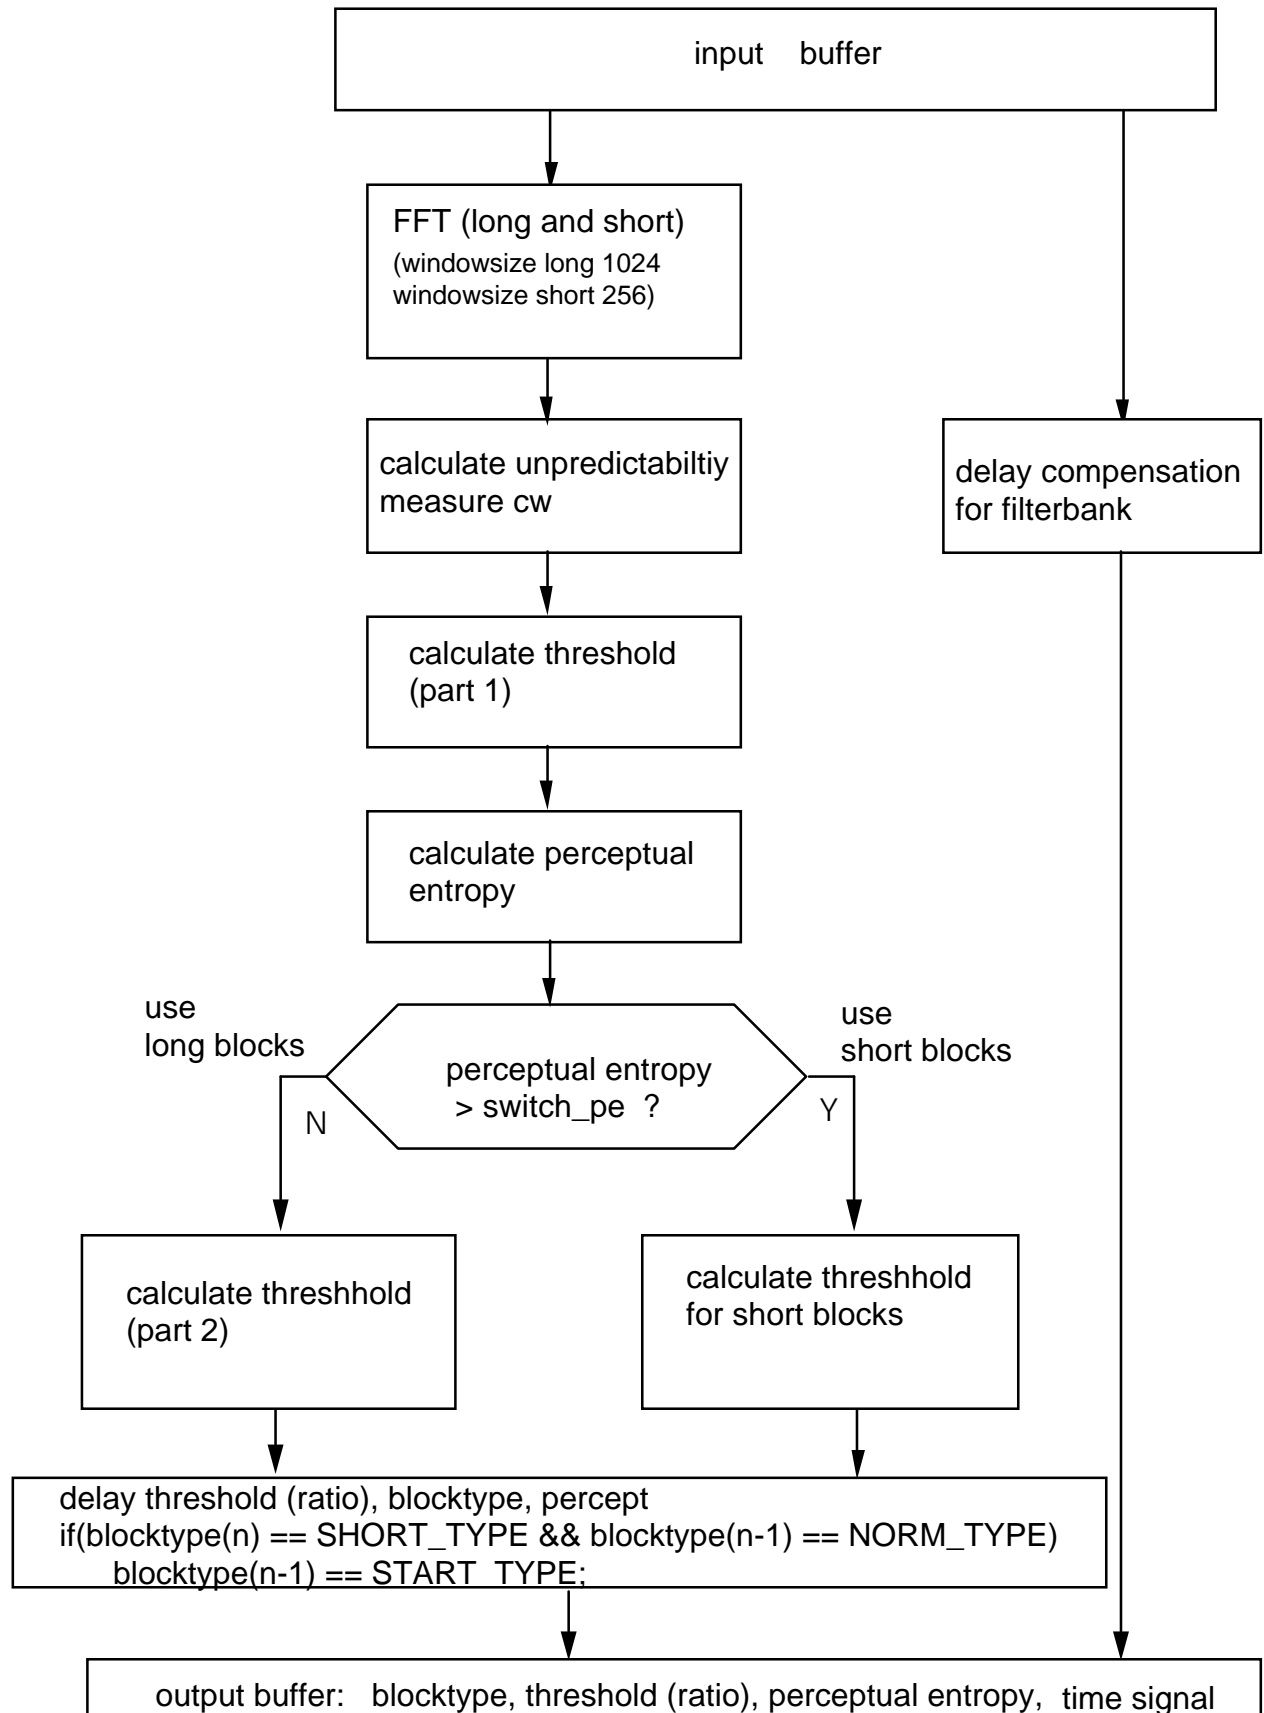 input buffer
FFT (long and short)
(windowsize long 1024
windowsize short 256)
calculate unpredictabiltiy
measure cw
delay compensation
for filterbank
calculate threshold
(part 1)
calculate perceptual
entropy
use
long blocks
use
short blocks
perceptual entropy
> switch_pe ?
N
Y
calculate threshhold
(part 2)
calculate threshhold
for short blocks
delay threshold (ratio), blocktype, percept
if(blocktype(n) == SHORT_TYPE && blocktype(n-1) == NORM_TYPE)
blocktype(n-1) == START_TYPE;
output buffer: blocktype, threshold (ratio), perceptual entropy, time signal